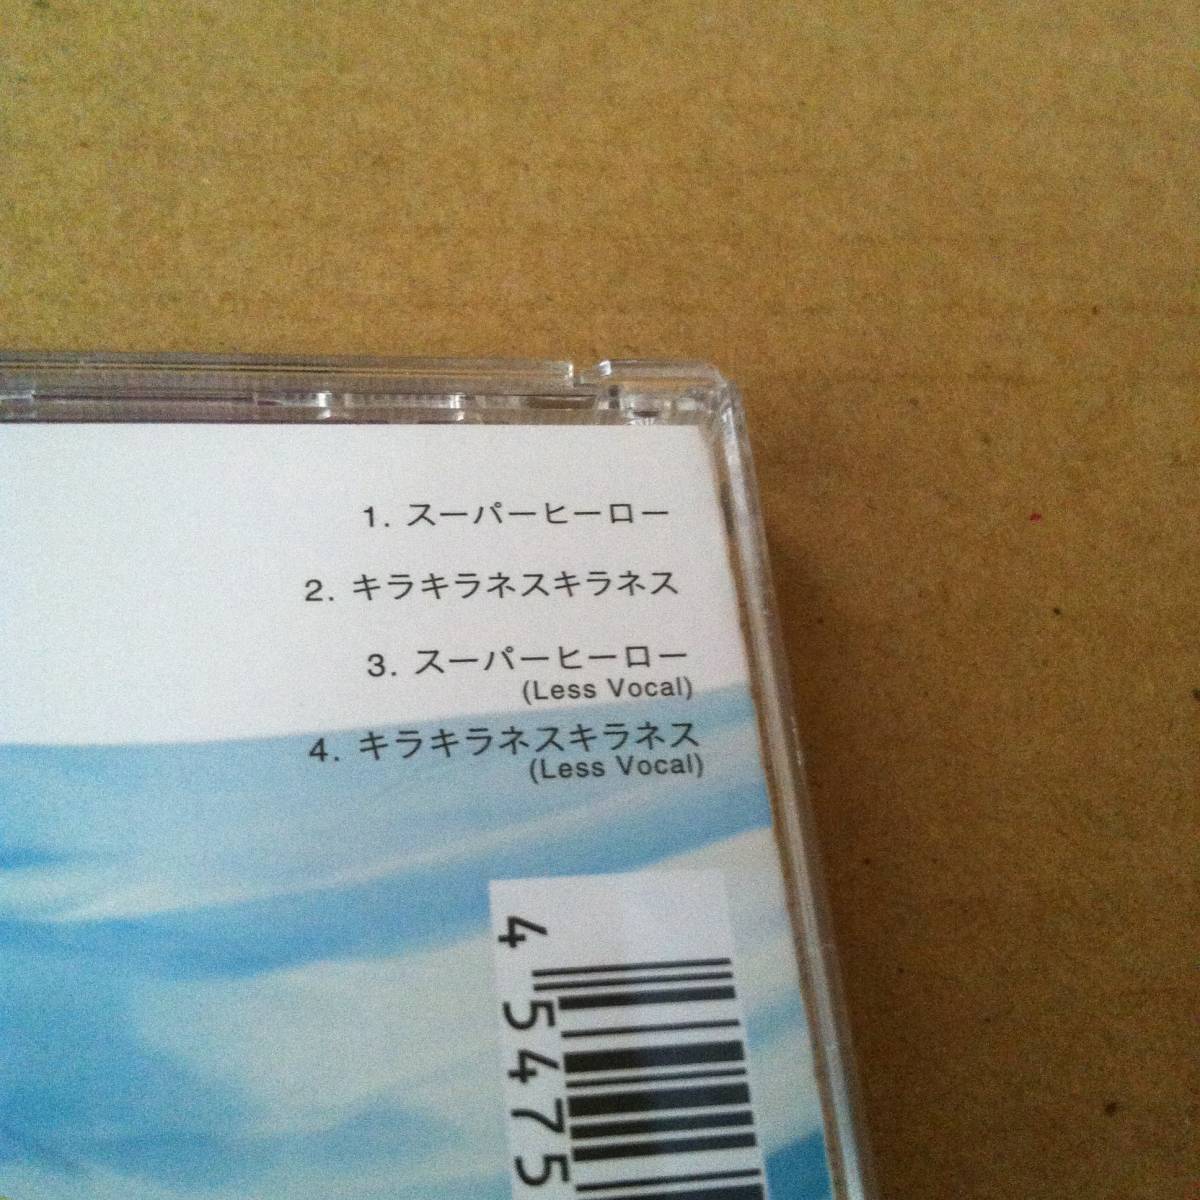 1. スーパーヒーロー
2. キラキラネスキラネス
3. スーパーヒーロー
(Less Vocal)
4. キラキラネスキラネス
(Less Vocal)
4 5475